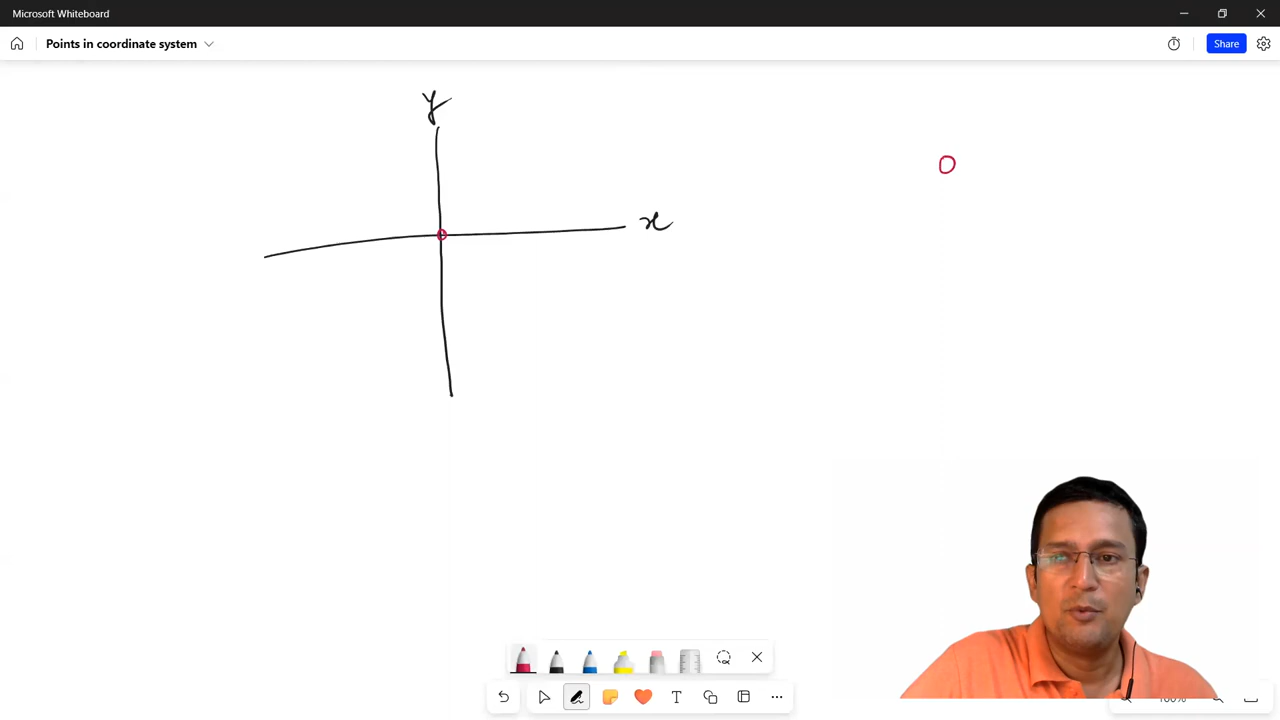 Microsoft Whiteboard
Points in coordinate system
Share
y
O
x
T